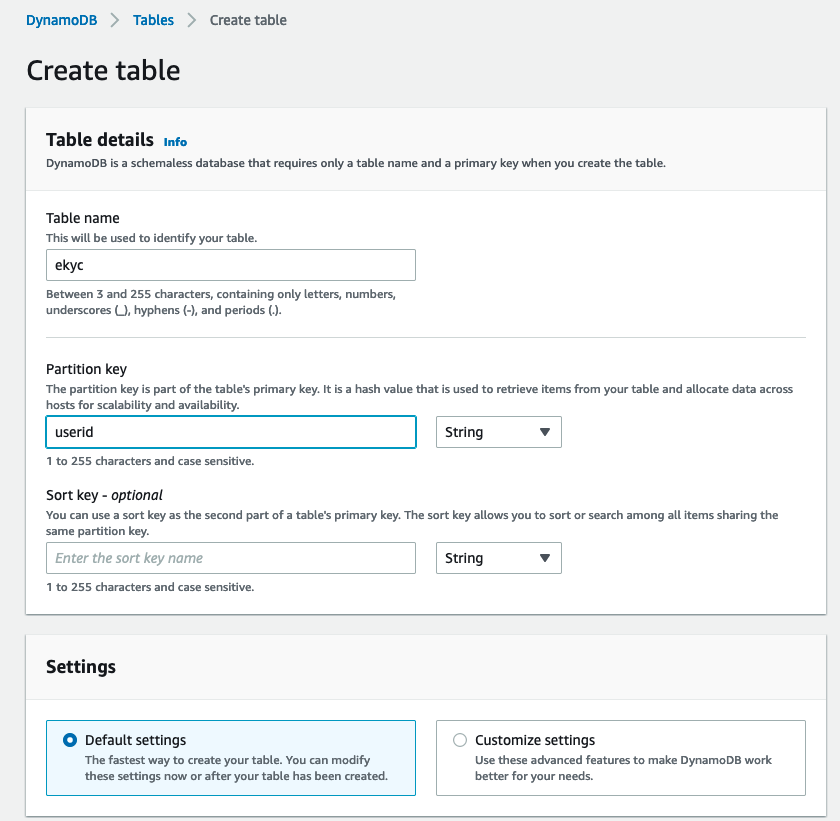 DynamoDB > Tables > Create table
Create table
Table details Info
DynamoDB is a schemaless database that requires only a table name and a primary key when you create the table.
Table name
This will be used to identify your table.
ekyc
Between 3 and 255 characters, containing only letters, numbers,
underscores (_), hyphens (-), and periods (.).
Partition key
The partition key is part of the table's primary key. It is a hash value that is used to retrieve items from your table and allocate data across
hosts for scalability and availability.
userid String
1 to 255 characters and case sensitive.
Sort key - optional
You can use a sort key as the second part of a table's primary key. The sort key allows you to sort or search among all items sharing the
same partition key.
Enter the sort key name String
1 to 255 characters and case sensitive.
Settings
Default settings
The fastest way to create your table. You can modify
these settings now or after your table has been created.
Customize settings
Use these advanced features to make DynamoDB work
better for your needs.